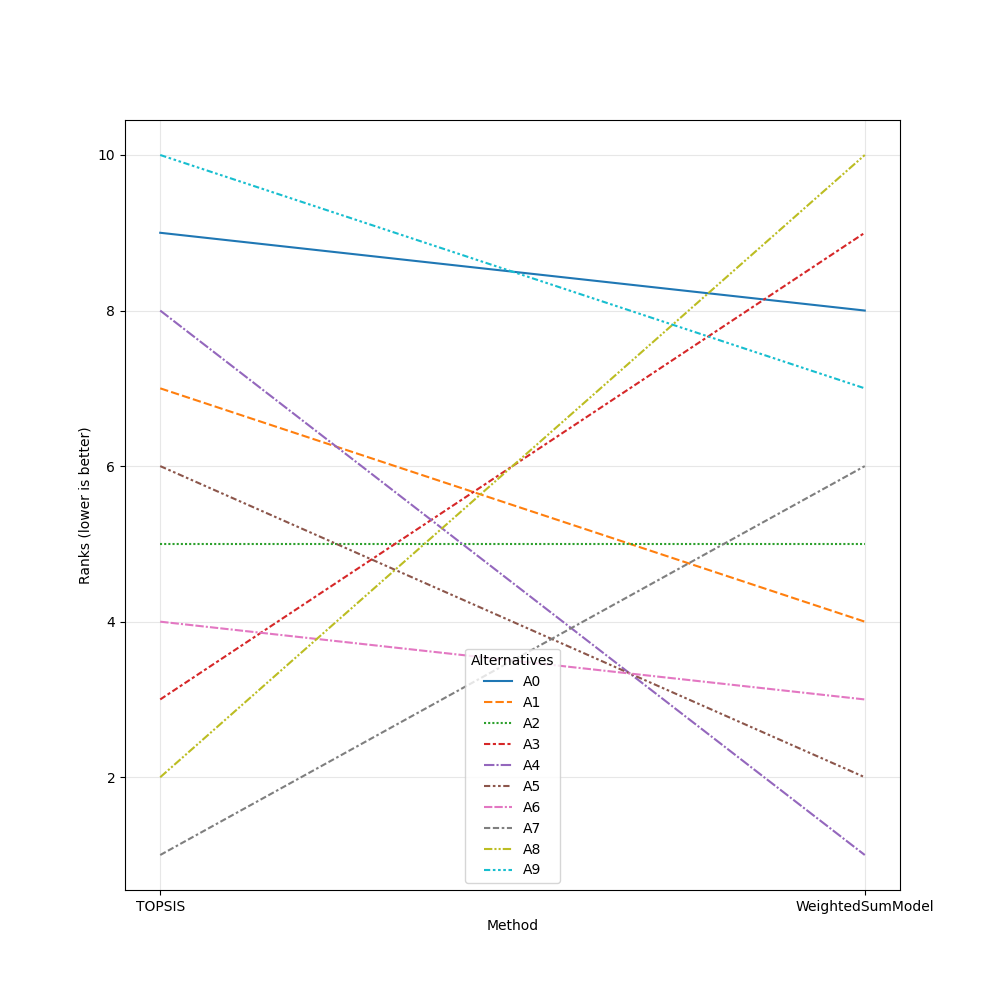 10
8
6
4
2
Ranks (lower is better)
Alternatives
A0
A1
A2
A3
A4
A5
A6
A7
A8
A9
TOPSIS
WeightedSumModel
Method